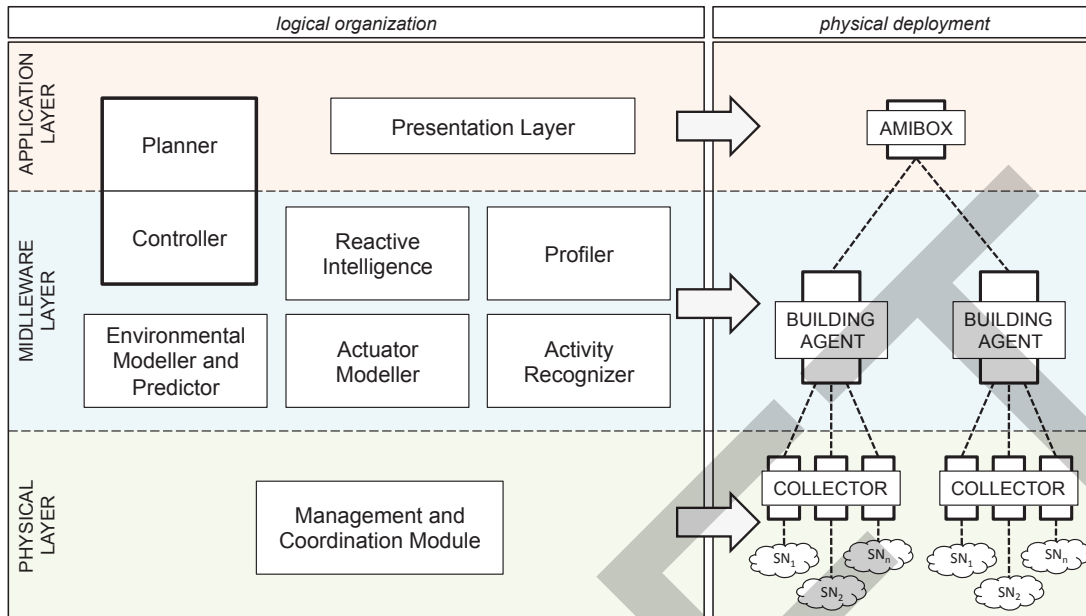 logical organization
physical deployment
APPLICATION
LAYER
Planner
Presentation Layer
AMIBOX
MIDLLEWARE
LAYER
Controller
Reactive
Intelligence
Profiler
Environmental
Modeller and
Predictor
Actuator
Modeller
Activity
Recognizer
BUILDING
AGENT
BUILDING
AGENT
PHYSICAL
LAYER
Management and
Coordination Module
COLLECTOR
COLLECTOR
SN1
SN2
SNn
SN1
SN2
SNn